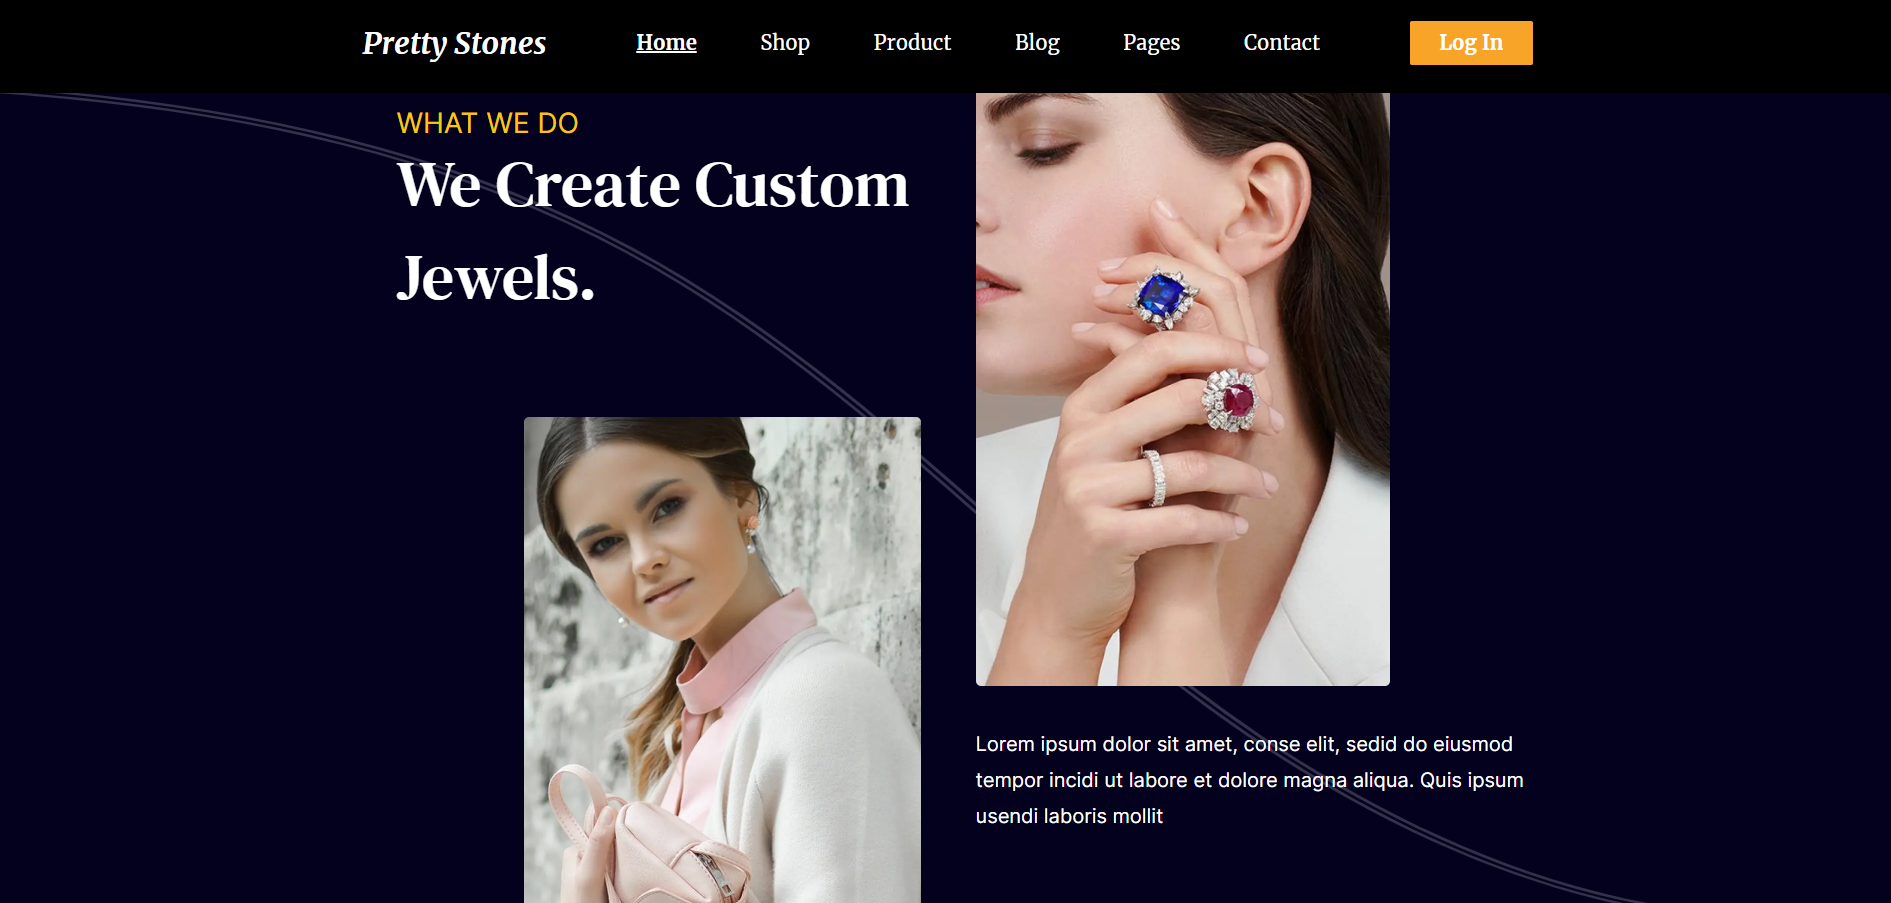 Pretty Stones
Home
Shop
Product
Blog
Pages
Contact
Log In
WHAT WE DO
We Create Custom
Jewels.
Lorem ipsum dolor sit amet, conse elit, sedid do eiusmod
tempor incidi ut labore et dolore magna aliqua. Quis ipsum
usendi laboris mollit